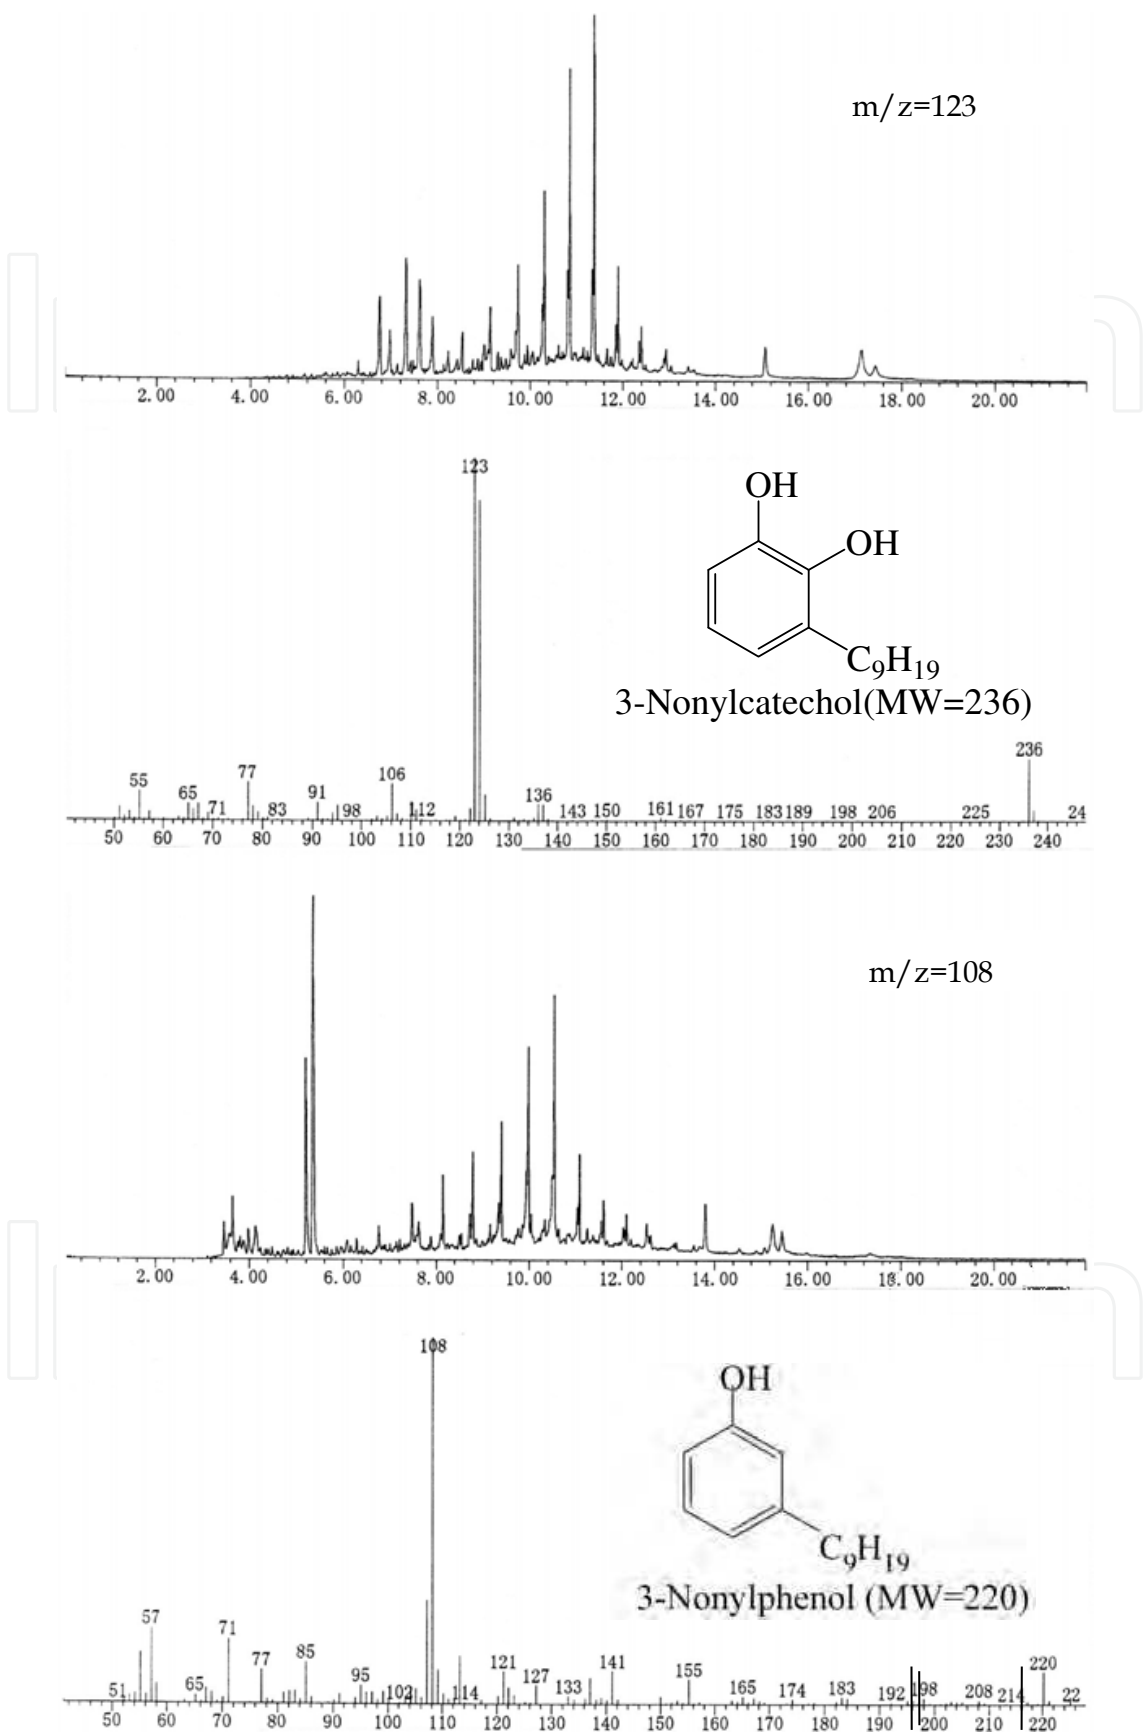 m/z=123
2.00 4.00 6.00 8.00 10.00 12.00 14.00 16.00 18.00 20.00
123
OH
OH
C9H19
3-Nonylcatechol(MW=236)
236
55 65 71 77 83 91 98 106 112 136 143 150 161 167 175 183 189 198 206 225 24
50 60 70 80 90 100 110 120 130 140 150 160 170 180 190 200 210 220 230 240
m/z=108
2.00 4.00 6.00 8.00 10.00 12.00 14.00 16.00 18.00 20.00
108
OH
C9H19
3-Nonylphenol (MW=220)
51 57 65 71 77 85 95 102 114 121 127 133 141 155 165 174 183 192 198 208 214 220 22
50 60 70 80 90 100 110 120 130 140 150 160 170 180 190 200 210 220